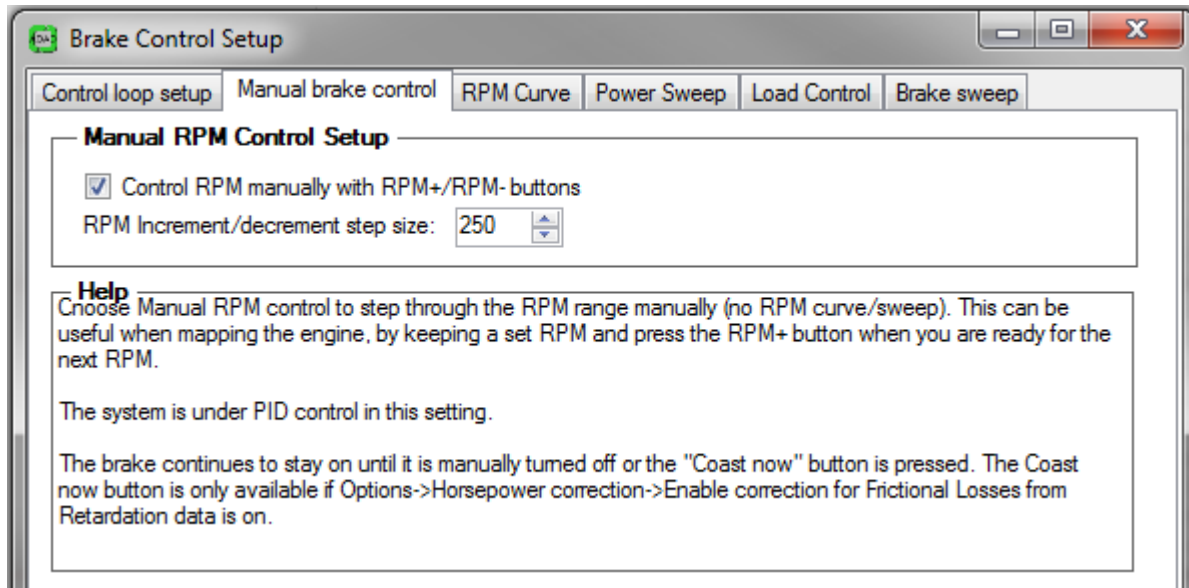 Brake Control Setup
Control loop setup Manual brake control RPM Curve Power Sweep Load Control Brake sweep
Manual RPM Control Setup
Control RPM manually with RPM+/RPM- buttons
RPM Increment/decrement step size: 250
Help
Choose Manual RPM control to step through the RPM range manually (no RPM curve/sweep). This can be
useful when mapping the engine, by keeping a set RPM and press the RPM+ button when you are ready for the
next RPM.
The system is under PID control in this setting.
The brake continues to stay on until it is manually turned off or the "Coast now" button is pressed. The Coast
now button is only available if Options->Horsepower correction->Enable correction for Frictional Losses from
Retardation data is on.